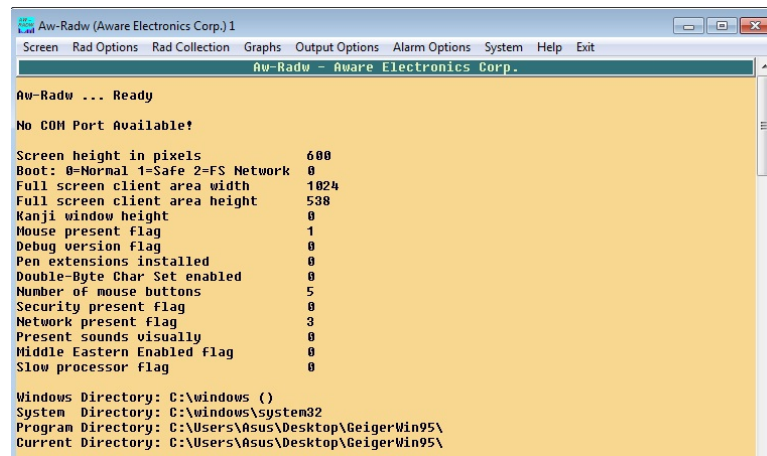 Aw-Radw (Aware Electronics Corp.) 1
Screen Rad Options Rad Collection Graphs Output Options Alarm Options System Help Exit
Aw-Radw - Aware Electronics Corp.
Aw-Radw ... Ready
No COM Port Available!
Screen height in pixels 600
Boot: 0=Normal 1=Safe 2=FS Network 0
Full screen client area width 1024
Full screen client area height 538
Kanji window height 0
Mouse present flag 1
Debug version flag 0
Pen extensions installed 0
Double-Byte Char Set enabled 0
Number of mouse buttons 5
Security present flag 0
Network present flag 3
Present sounds visually 0
Middle Eastern Enabled flag 0
Slow processor flag 0
Windows Directory: C:\windows ()
System Directory: C:\windows\system32
Program Directory: C:\Users\Asus\Desktop\GeigerWin95\
Current Directory: C:\Users\Asus\Desktop\GeigerWin95\